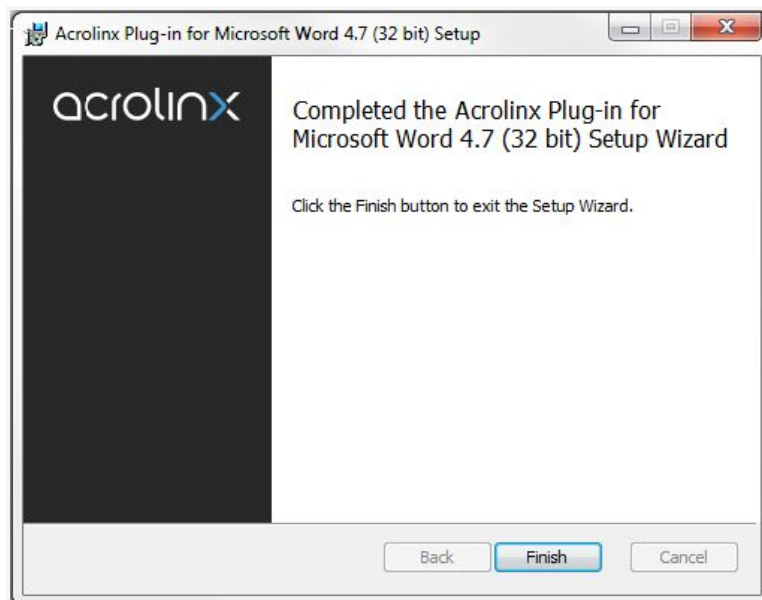 Acrolinx Plug-in for Microsoft Word 4.7 (32 bit) Setup
acrolinx
Completed the Acrolinx Plug-in for
Microsoft Word 4.7 (32 bit) Setup Wizard
Click the Finish button to exit the Setup Wizard.
Back Finish Cancel